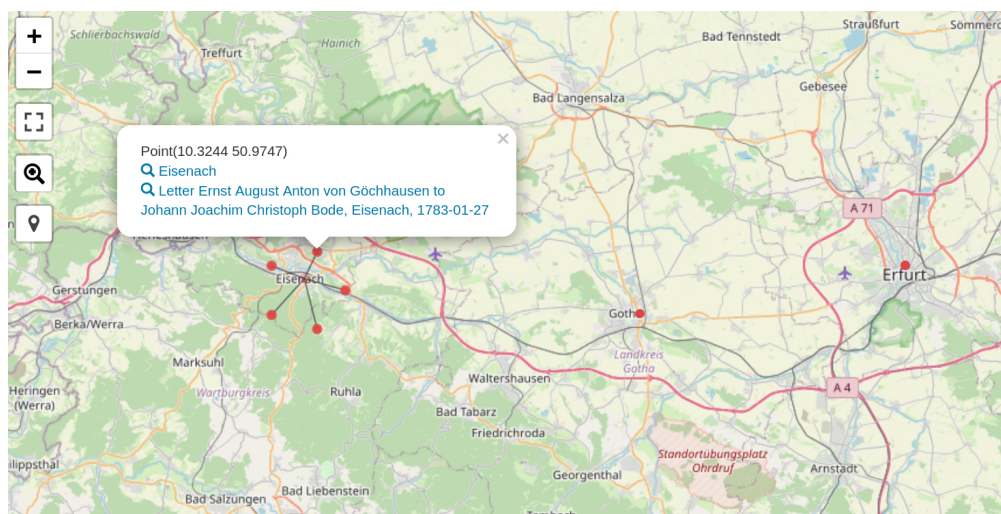 +
−
Schlierbachswald
Treffurt
Hainich
Bad Tennstedt
Straußfurt
Gebesee
Bad Langensalza
Point(10.3244 50.9747)
Eisenach
Letter Ernst August Anton von Göchhausen to
Johann Joachim Christoph Bode, Eisenach, 1783-01-27
×
A 71
Gerstungen
Eisenach
Erfurt
Berka/Werra
Goth
Marksuhl
Landkreis
Gotha
Wartburgkreis
Ruhla
Waltershausen
A 4
Heringen
(Werra)
Bad Tabarz
Friedrichroda
Standortübungsplatz
Ohrdruf
Georgenthal
Arnstadt
ilippsthal
Bad Salzungen
Bad Liebenstein